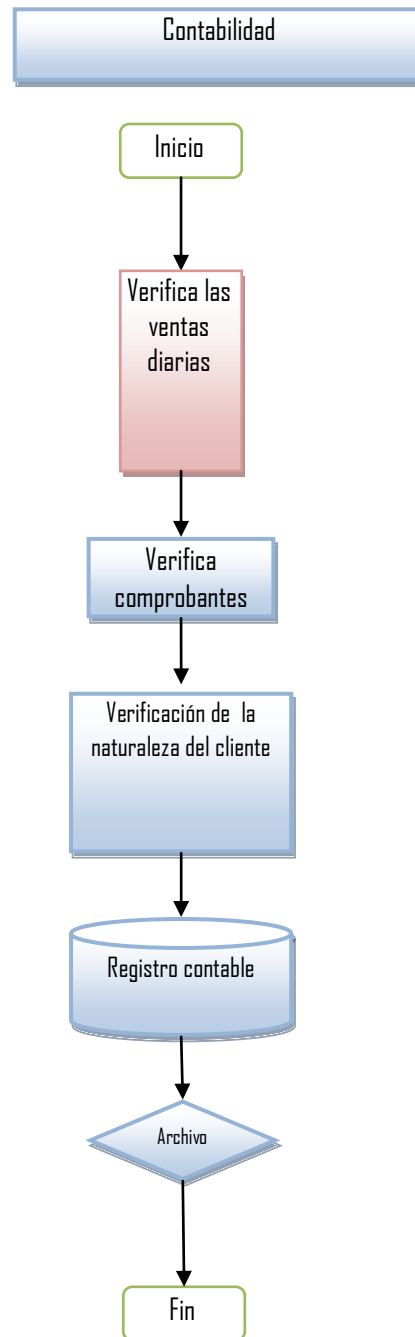 Contabilidad
Inicio
Verifica las
ventas
diarias
Verifica
comprobantes
Verificación de  la
naturaleza del cliente
Registro contable
Archivo
Fin